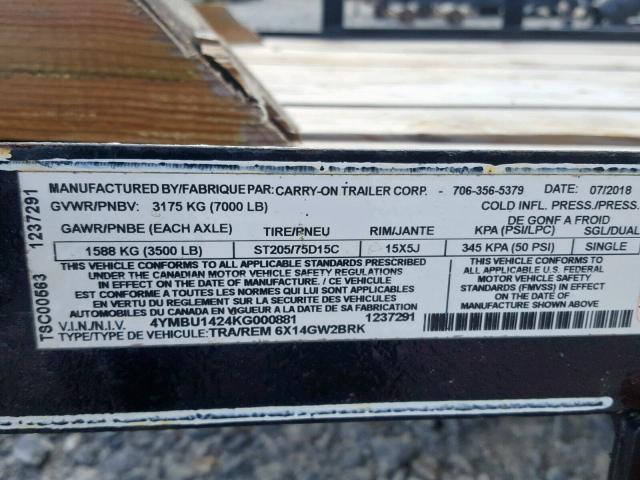 MANUFACTURED BY/FABRIQUE PAR: CARRY-ON TRAILER CORP. - 706-356-5379 DATE: 07/2018
GVWR/PNBV: 3175 KG (7000 LB) COLD INFL. PRESS./PRESS.
DE GONF A FROID
GAWR/PNBE (EACH AXLE) TIRE/PNEU RIM/JANTE KPA (PSI/LPC) SGL/DUAL
1588 KG (3500 LB) ST205/75D15C 15X5J 345 KPA (50 PSI) SINGLE
THIS VEHICLE CONFORMS TO ALL APPLICABLE STANDARDS PRESCRIBED
UNDER THE CANADIAN MOTOR VEHICLE SAFETY REGULATIONS
IN EFFECT ON THE DATE OF MANUFACTURE. / CE VEHICULE EST
CONFORME A TOUTES LES NORMES QUI LUI SONT APPLICABLES
EN VERTU DU REGLEMENT SUR LA SECURITE DES VEHICULES
AUTOMOBILES DU CANADA EN VIGUEUR A LA DATE DE SA FABRICATION
THIS VEHICLE CONFORMS TO ALL
APPLICABLE U.S. FEDERAL
MOTOR VEHICLE SAFETY
STANDARDS (FMVSS) IN EFFECT
ON THE DATE OF
MANUFACTURE SHOWN ABOVE.
V.I.N./N.I.V. 4YMBU1424KG000881 1237291
TYPE/TYPE DE VEHICULE: TRA/REM 6X14GW2BRK
TSC00563 1237291